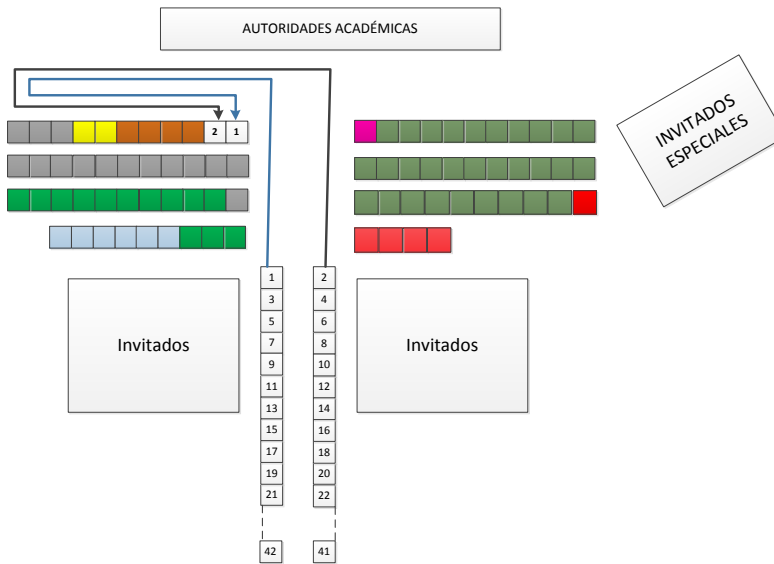 AUTORIDADES ACADÉMICAS
INVITADOS
ESPECIALES
2 1
Invitados
Invitados
1 2
3 4
5 6
7 8
9 10
11 12
13 14
15 16
17 18
19 20
21 22
42 41